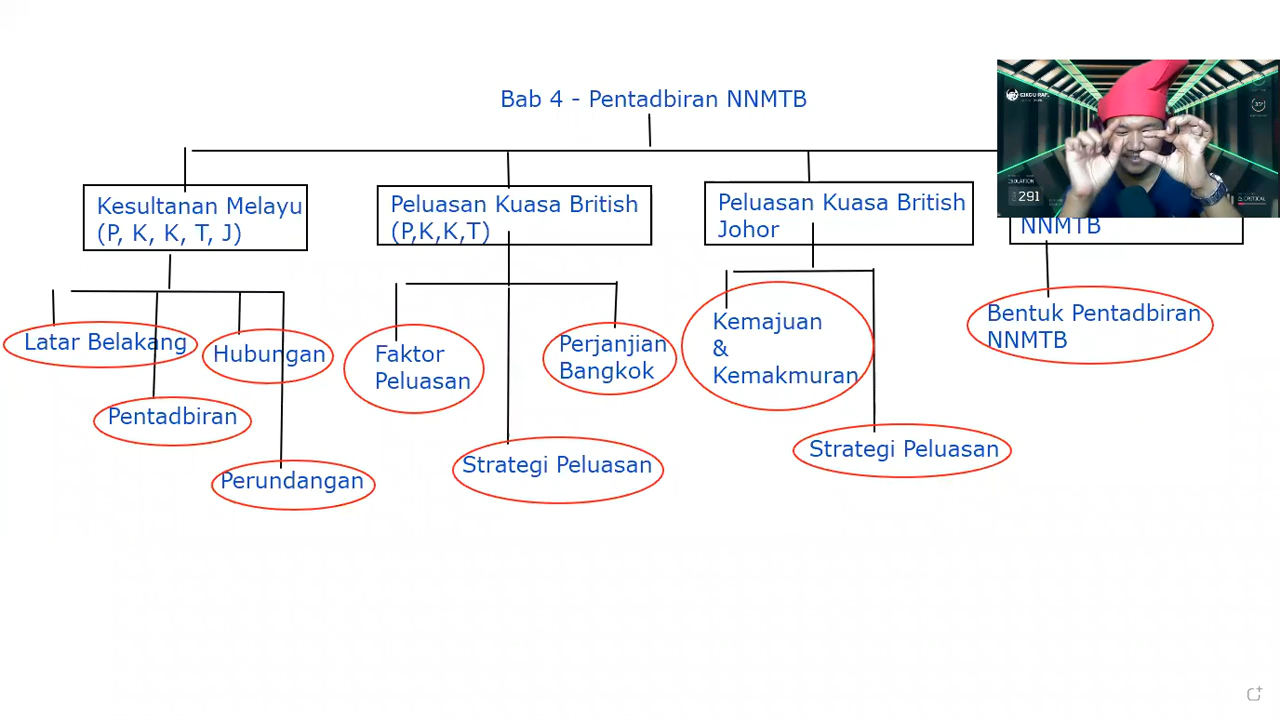 Bab 4 - Pentadbiran NNMTB
Kesultanan Melayu
(P, K, K, T, J)
Peluasan Kuasa British
(P,K,K,T)
Peluasan Kuasa British
Johor
NNMTB
Latar Belakang
Hubungan
Pentadbiran
Perundangan
Faktor
Peluasan
Perjanjian
Bangkok
Strategi Peluasan
Kemajuan
&
Kemakmuran
Strategi Peluasan
Bentuk Pentadbiran
NNMTB
291
CRITICAL